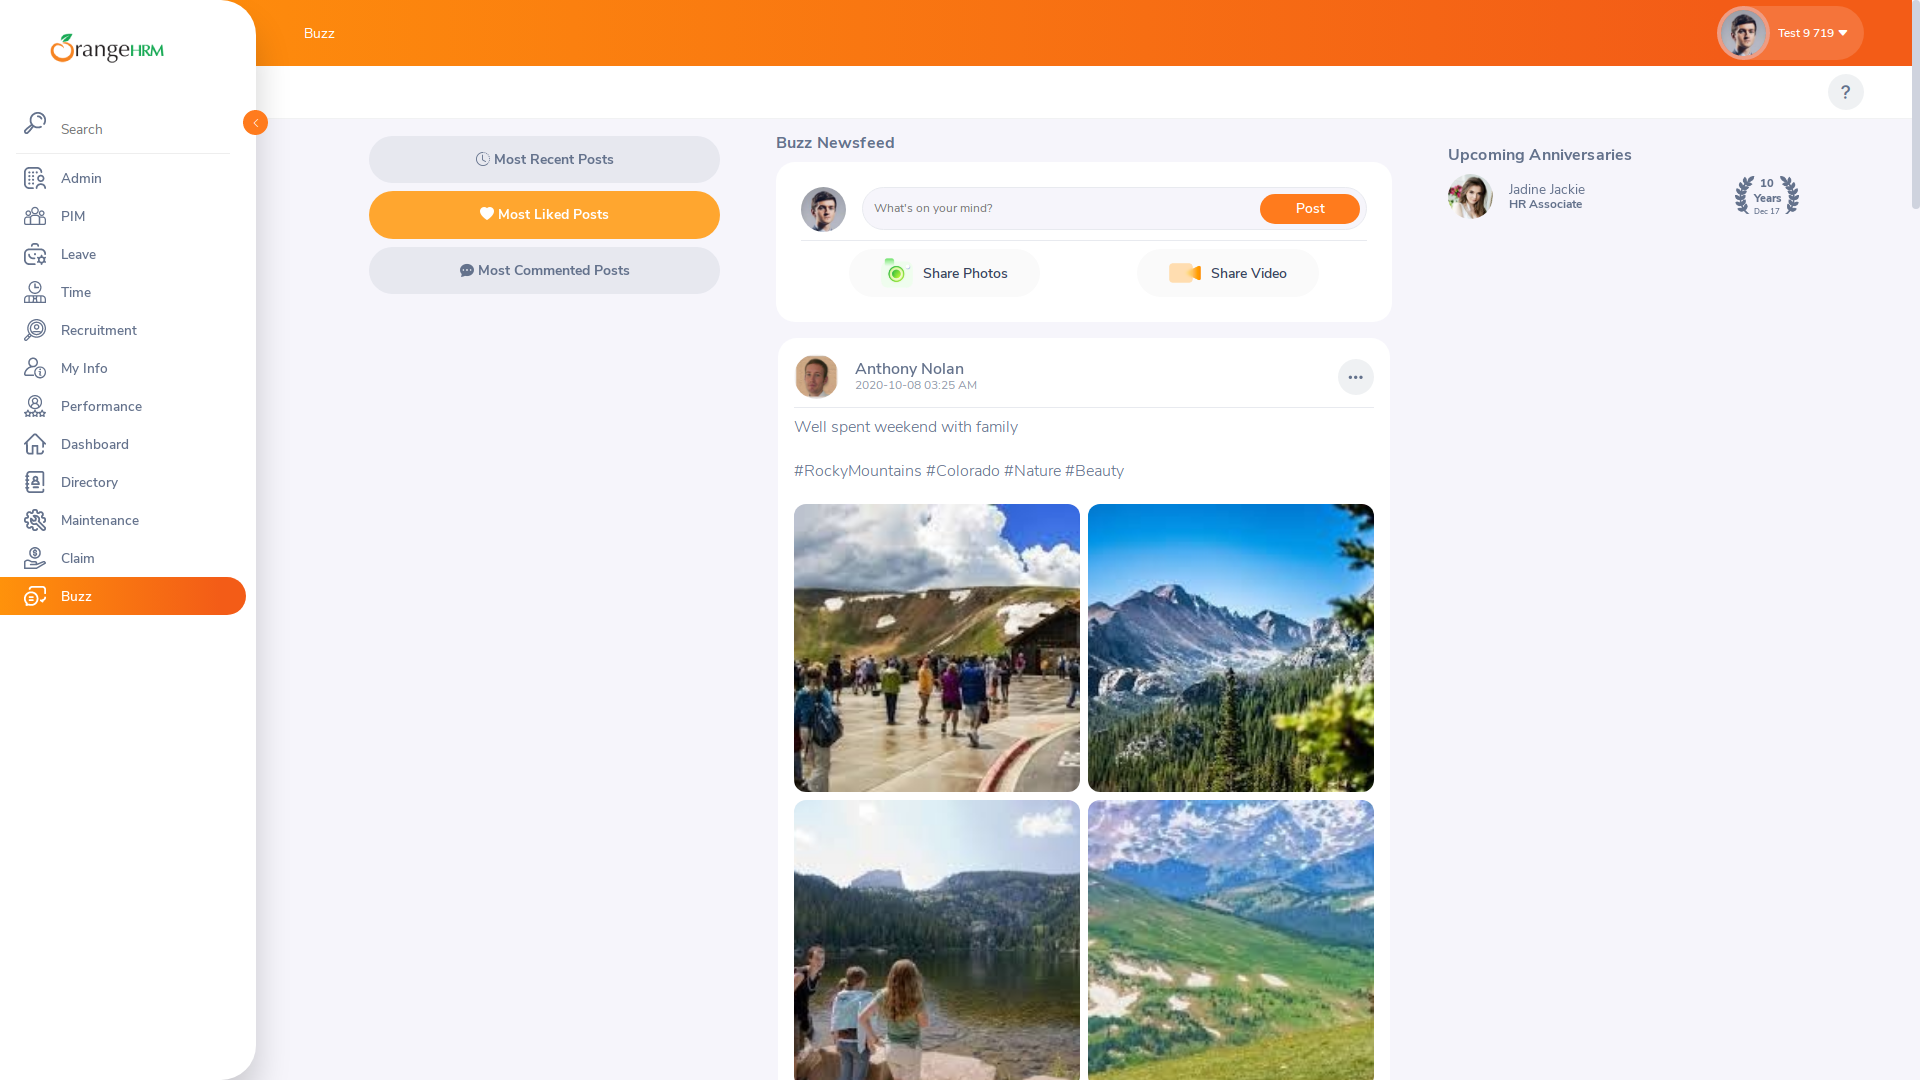 OrangeHRM
Search
Admin
PIM
Leave
Time
Recruitment
My Info
Performance
Dashboard
Directory
Maintenance
Claim
Buzz
Buzz
Test 9 719
?
Most Recent Posts
Most Liked Posts
Most Commented Posts
Buzz Newsfeed
What's on your mind?
Post
Share Photos
Share Video
Anthony Nolan
2020-10-08 03:25 AM
Well spent weekend with family
#RockyMountains #Colorado #Nature #Beauty
Upcoming Anniversaries
Jadine Jackie
HR Associate
10
Years
Dec 17